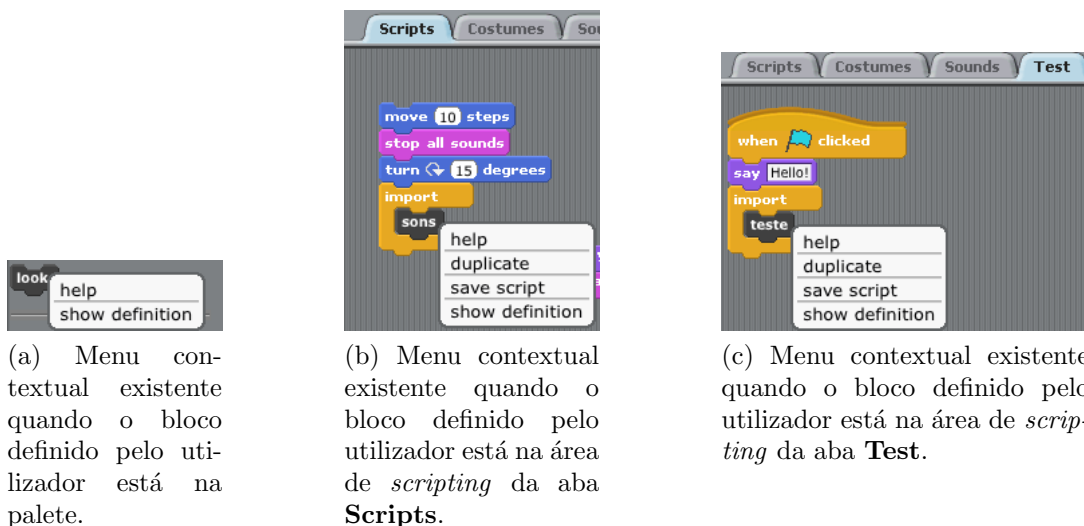 look
help
show definition
(a) Menu con-
textual existente
quando o bloco
definido pelo uti-
lizador está na
palete.
Scripts Costumes
move 10 steps
stop all sounds
turn 15 degrees
import
sons
help
duplicate
save script
show definition
(b) Menu contextual
existente quando o
bloco definido pelo
utilizador está na área
de scripting da aba
Scripts.
Scripts Costumes Sounds Test
when clicked
say Hello!
import
teste
help
duplicate
save script
show definition
(c) Menu contextual existente
quando o bloco definido pelo
utilizador está na área de scrip-
ting da aba Test.